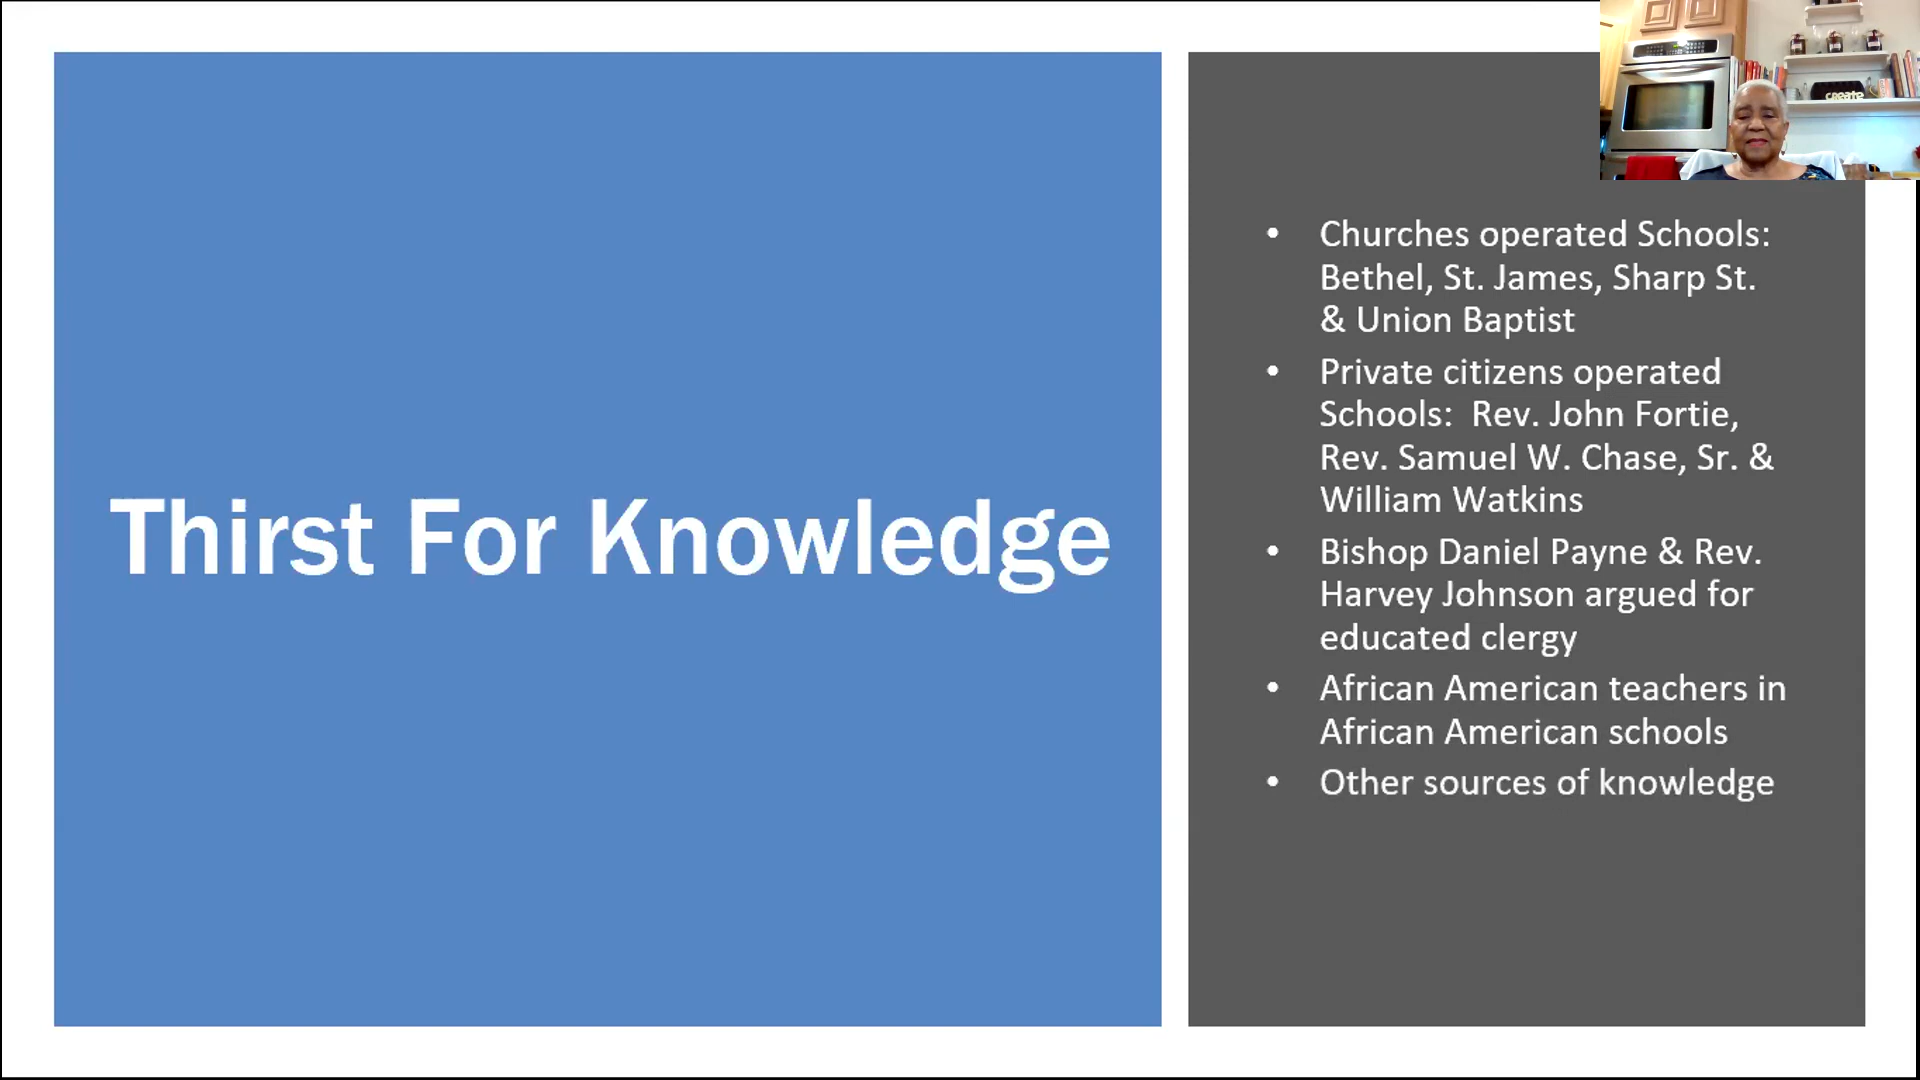 create
Thirst For Knowledge
• Churches operated Schools:
Bethel, St. James, Sharp St.
& Union Baptist
• Private citizens operated
Schools: Rev. John Fortie,
Rev. Samuel W. Chase, Sr. &
William Watkins
• Bishop Daniel Payne & Rev.
Harvey Johnson argued for
educated clergy
• African American teachers in
African American schools
• Other sources of knowledge